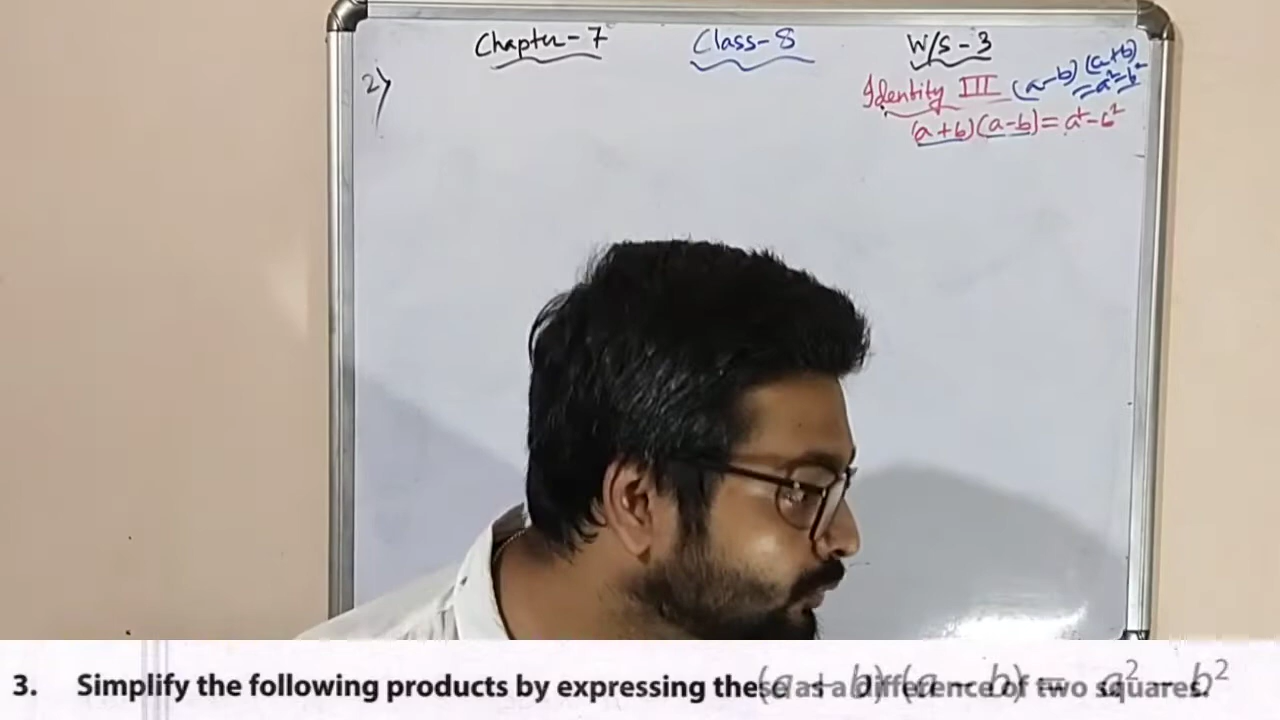 Chapter-7 Class-8 W/S-3
2)
Identity III (a-b)(a+b)
=a²-b²
(a+b)(a-b)=a²-b²
3. Simplify the following products by expressing these as a difference of two squares.
(a + b)(a - b) = a² - b²